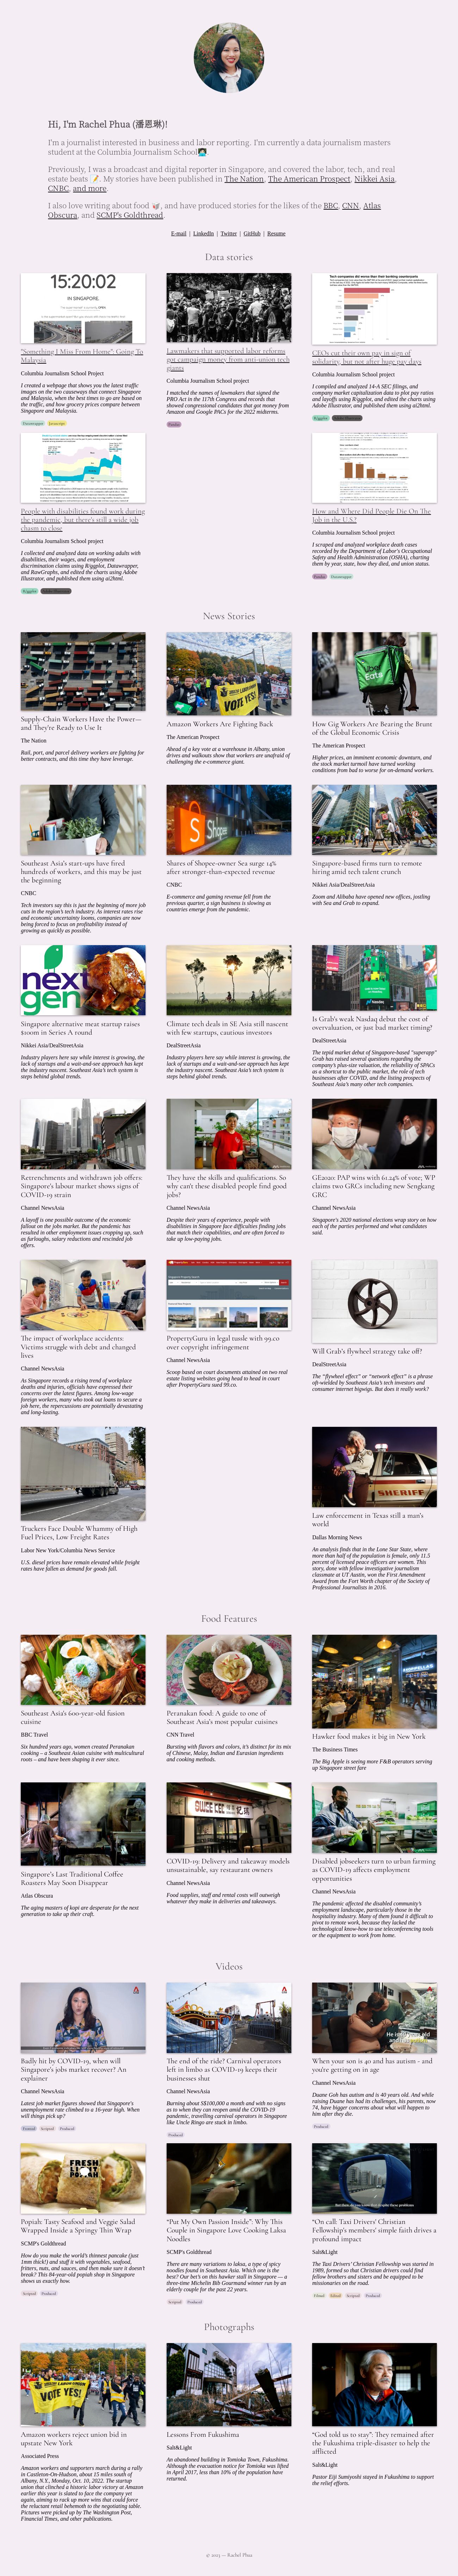 Hi, I'm Rachel Phua (潘恩琳)!
I'm a journalist interested in business and labor reporting. I'm currently a data journalism masters
student at the Columbia Journalism School
Previously, I was a broadcast and digital reporter in Singapore, and covered the labor, tech, and real
estate beats 📝. My stories have been published in The Nation, The American Prospect, Nikkei Asia,
CNBC, and more.
I also love writing about food 🥡, and have produced stories for the likes of the BBC, CNN, Atlas
Obscura, and SCMP's Goldthread.
E-mail | LinkedIn | Twitter | GitHub | Resume
Data stories
15:20:02
IN SINGAPORE,
"Something I Miss From Home": Going To
Malaysia
Columbia Journalism School Project
I created a webpage that shows you the latest traffic
images on the two causeways that connect Singapore
and Malaysia, when the best times to go are based on
the traffic, and how grocery prices compare between
Singapore and Malaysia.
Datawrapper Javascript
Lawmakers that supported labor reforms
got campaign money from anti-union tech
giants
Columbia Journalism School project
I matched the names of lawmakers that signed the
PRO Act in the 117th Congress and records that
showed congressional candidates receiving money from
Amazon and Google PACs for the 2022 midterms.
Pandas
Tech companies did worse than their banking counterparts
CEOs cut their own pay in sign of
solidarity, but not after huge pay days
Columbia Journalism School project
I compiled and analyzed 14-A SEC filings, and
company market capitalization data to plot pay ratios
and layoffs using R/ggplot, and edited the charts using
Adobe Illustrator, and published them using ai2html.
R/ggplot Adobe Illustrator
People with disabilities found work during
the pandemic, but there's still a wide job
chasm to close
Columbia Journalism School project
I collected and analyzed data on working adults with
disabilities, their wages, and employment
discrimination claims using R/ggplot, Datawrapper,
and RawGraphs, and edited the charts using Adobe
Illustrator, and published them using ai2html.
R/ggplot Adobe Illustrator
How and Where Did People Die On The
Job in the U.S.?
Columbia Journalism School project
I scraped and analyzed workplace death cases
recorded by the Department of Labor's Occupational
Safety and Health Administration (OSHA), charting
them by year, state, how they died, and union status.
Pandas Datawrapper
News Stories
VOTE YES!
Uber
Eats
Supply-Chain Workers Have the Power—
and They're Ready to Use It
The Nation
Rail, port, and parcel delivery workers are fighting for
better contracts, and this time they have leverage.
Amazon Workers Are Fighting Back
The American Prospect
Ahead of a key vote at a warehouse in Albany, union
drives and walkouts show that workers are unafraid of
challenging the e-commerce giant.
How Gig Workers Are Bearing the Brunt
of the Global Economic Crisis
The American Prospect
Higher prices, an imminent economic downturn, and
the stock market turmoil have turned working
conditions from bad to worse for on-demand workers.
Southeast Asia's start-ups have fired
hundreds of workers, and this may be just
the beginning
CNBC
Tech investors say this is just the beginning of more job
cuts in the region's tech industry. As interest rates rise
and economic uncertainty looms, companies are now
being forced to focus on profitability instead of
growing as quickly as possible.
Shares of Shopee-owner Sea surge 14%
after stronger-than-expected revenue
CNBC
E-commerce and gaming revenue fell from the
previous quarter, a sign business is slowing as
countries emerge from the pandemic.
Singapore-based firms turn to remote
hiring amid tech talent crunch
Nikkei Asia/DealStreetAsia
Zoom and Alibaba have opened new offices, jostling
with Sea and Grab to expand.
next
gen
Singapore alternative meat startup raises
$100m in Series A round
Nikkei Asia/DealStreetAsia
Industry players here say while interest is growing, the
lack of startups and a wait-and-see approach has kept
the industry nascent. Southeast Asia's tech system is
steps behind global trends.
Climate tech deals in SE Asia still nascent
with few startups, cautious investors
DealStreetAsia
Industry players here say while interest is growing, the
lack of startups and a wait-and-see approach has kept
the industry nascent. Southeast Asia's tech system is
steps behind global trends.
Is Grab's weak Nasdaq debut the cost of
overvaluation, or just bad market timing?
DealStreetAsia
The tepid market debut of Singapore-based "superapp"
Grab has raised several questions regarding the
company's plus-size valuation, the reliability of SPACs
as a shortcut to the public market, the role of tech
businesses after COVID, and the listing prospects of
Southeast Asia's many other tech companies.
Retrenchments and withdrawn job offers:
Singapore's labour market shows signs of
COVID-19 strain
Channel NewsAsia
A layoff is one possible outcome of the economic
fallout on the jobs market. But the pandemic has
resulted in other employment issues cropping up, such
as furloughs, salary reductions and rescinded job
offers.
They have the skills and qualifications. So
why can't these disabled people find good
jobs?
Channel NewsAsia
Despite their years of experience, people with
disabilities in Singapore face difficulties finding jobs
that match their capabilities, and are often forced to
take up low-paying jobs.
GE2020: PAP wins with 61.24% of vote; WP
claims two GRCs including new Sengkang
GRC
Channel NewsAsia
Singapore's 2020 national elections wrap story on how
each of the parties performed and what candidates
said.
The impact of workplace accidents:
Victims struggle with debt and changed
lives
Channel NewsAsia
As Singapore records a rising trend of workplace
deaths and injuries, officials have expressed their
concerns over the latest figures. Among low-wage
foreign workers, many who took out loans to secure a
job here, the repercussions are potentially devastating
and long-lasting.
PropertyGuru in legal tussle with 99.co
over copyright infringement
Channel NewsAsia
Scoop based on court documents attained on two real
estate listing websites going head to head in court
after PropertyGuru sued 99.co.
Will Grab's flywheel strategy take off?
DealStreetAsia
The "flywheel effect" or "network effect" is a phrase
oft-wielded by Southeast Asia's tech investors and
consumer internet bigwigs. But does it really work?
SHERIFF
Truckers Face Double Whammy of High
Fuel Prices, Low Freight Rates
Labor New York/Columbia News Service
U.S. diesel prices have remain elevated while freight
rates have fallen as demand for goods fall.
Law enforcement in Texas still a man's
world
Dallas Morning News
An analysis finds that in the Lone Star State, where
more than half of the population is female, only 11.5
percent of licensed peace officers are women. This
story, done with fellow investigative journalism
classmate at UT Austin, won the First Amendment
Award from the Fort Worth chapter of the Society of
Professional Journalists in 2016.
Food Features
Southeast Asia's 600-year-old fusion
cuisine
BBC Travel
Six hundred years ago, women created Peranakan
cooking – a Southeast Asian cuisine with multicultural
roots – and have been shaping it ever since.
Peranakan food: A guide to one of
Southeast Asia's most popular cuisines
CNN Travel
Bursting with flavors and colors, it's distinct for its mix
of Chinese, Malay, Indian and Eurasian ingredients
and cooking methods.
Hawker food makes it big in New York
The Business Times
The Big Apple is seeing more F&B operators serving
up Singapore street fare
Singapore's Last Traditional Coffee
Roasters May Soon Disappear
Atlas Obscura
The aging masters of kopi are desperate for the next
generation to take up their craft.
COVID-19: Delivery and takeaway models
unsustainable, say restaurant owners
Channel NewsAsia
Food supplies, staff and rental costs will outweigh
whatever they make in deliveries and takeaways.
Disabled jobseekers turn to urban farming
as COVID-19 affects employment
opportunities
Channel NewsAsia
The pandemic affected the disabled community's
employment landscape, particularly those in the
hospitality industry. Many of them found it difficult to
pivot to remote work, because they lacked the
technological know-how to use teleconferencing tools
or the equipment to work from home.
Videos
Badly hit by COVID-19, when will
Singapore's jobs market recover? An
explainer
Channel NewsAsia
Latest job market figures showed that Singapore's
unemployment rate climbed to a 16-year high. When
will things pick up?
Fronted Scripted Produced
The end of the ride? Carnival operators
left in limbo as COVID-19 keeps their
businesses shut
Channel NewsAsia
Burning about S$100,000 a month and with no signs
as to when they can reopen amid the COVID-19
pandemic, travelling carnival operators in Singapore
like Uncle Ringo are stuck in limbo.
Produced
When your son is 40 and has autism - and
you're getting on in age
Channel NewsAsia
Duane Goh has autism and is 40 years old. And while
raising Duane has had its challenges, his parents, now
74, have bigger concerns about what will happen to
him after they die.
Produced
FRESH
Popiah: Tasty Seafood and Veggie Salad
Wrapped Inside a Springy Thin Wrap
SCMP's Goldthread
How do you make the world's thinnest pancake (just
1mm thick!) and stuff it with vegetables, seafood,
fritters, nuts, and sauces, and then make sure it doesn't
break? This 84-year-old popiah shop in Singapore
shows us exactly how.
Scripted Produced
"Put My Own Passion Inside": Why This
Couple in Singapore Love Cooking Laksa
Noodles
SCMP's Goldthread
There are many variations to laksa, a type of spicy
noodles found in Southeast Asia. Which one is the
best? Our bet's on this hawker stall in Singapore — a
three-time Michelin Bib Gourmand winner run by an
elderly couple for the past 22 years.
Scripted Produced
"On call: Taxi Drivers' Christian
Fellowship's members' simple faith drives a
profound impact
Salt&Light
The Taxi Drivers' Christian Fellowship was started in
1989, formed so that Christian drivers could find
fellow brothers and sisters and be equipped to be
missionaries on the road.
Filmed Edited Scripted Produced
Photographs
VOTE YES!
Amazon workers reject union bid in
upstate New York
Associated Press
Amazon workers and supporters march during a rally
in Castleton-On-Hudson, about 15 miles south of
Albany, N.Y., Monday, Oct. 10, 2022. The startup
union that clinched a historic labor victory at Amazon
earlier this year is slated to face the company yet
again, aiming to rack up more wins that could force
the reluctant retail behemoth to the negotiating table.
Pictures were picked up by The Washington Post,
Financial Times, and other publications.
Lessons From Fukushima
Salt&Light
An abandoned building in Tomioka Town, Fukushima.
Although the evacuation notice for Tomioka was lifted
in April 2017, less than 10% of the population have
returned.
"God told us to stay": They remained after
the Fukushima triple-disaster to help the
afflicted
Salt&Light
Pastor Eiji Sumiyoshi stayed in Fukushima to support
the relief efforts.
© 2023 — Rachel Phua